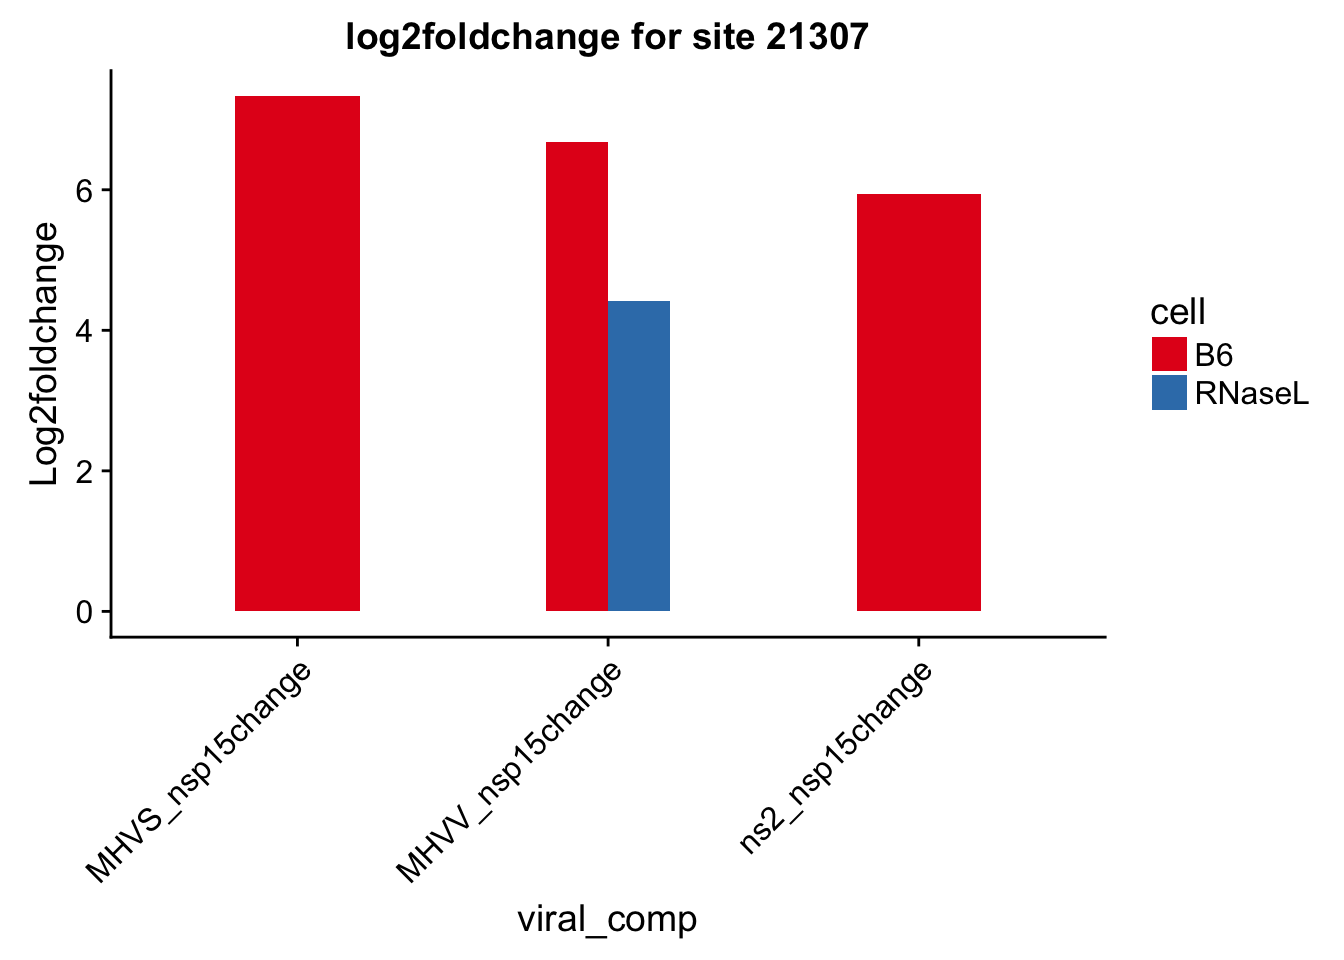 log2foldchange for site 21307
Log2foldchange
6
4
2
0
MHVS_nsp15change
MHVV_nsp15change
ns2_nsp15change
viral_comp
cell
B6
RNaseL